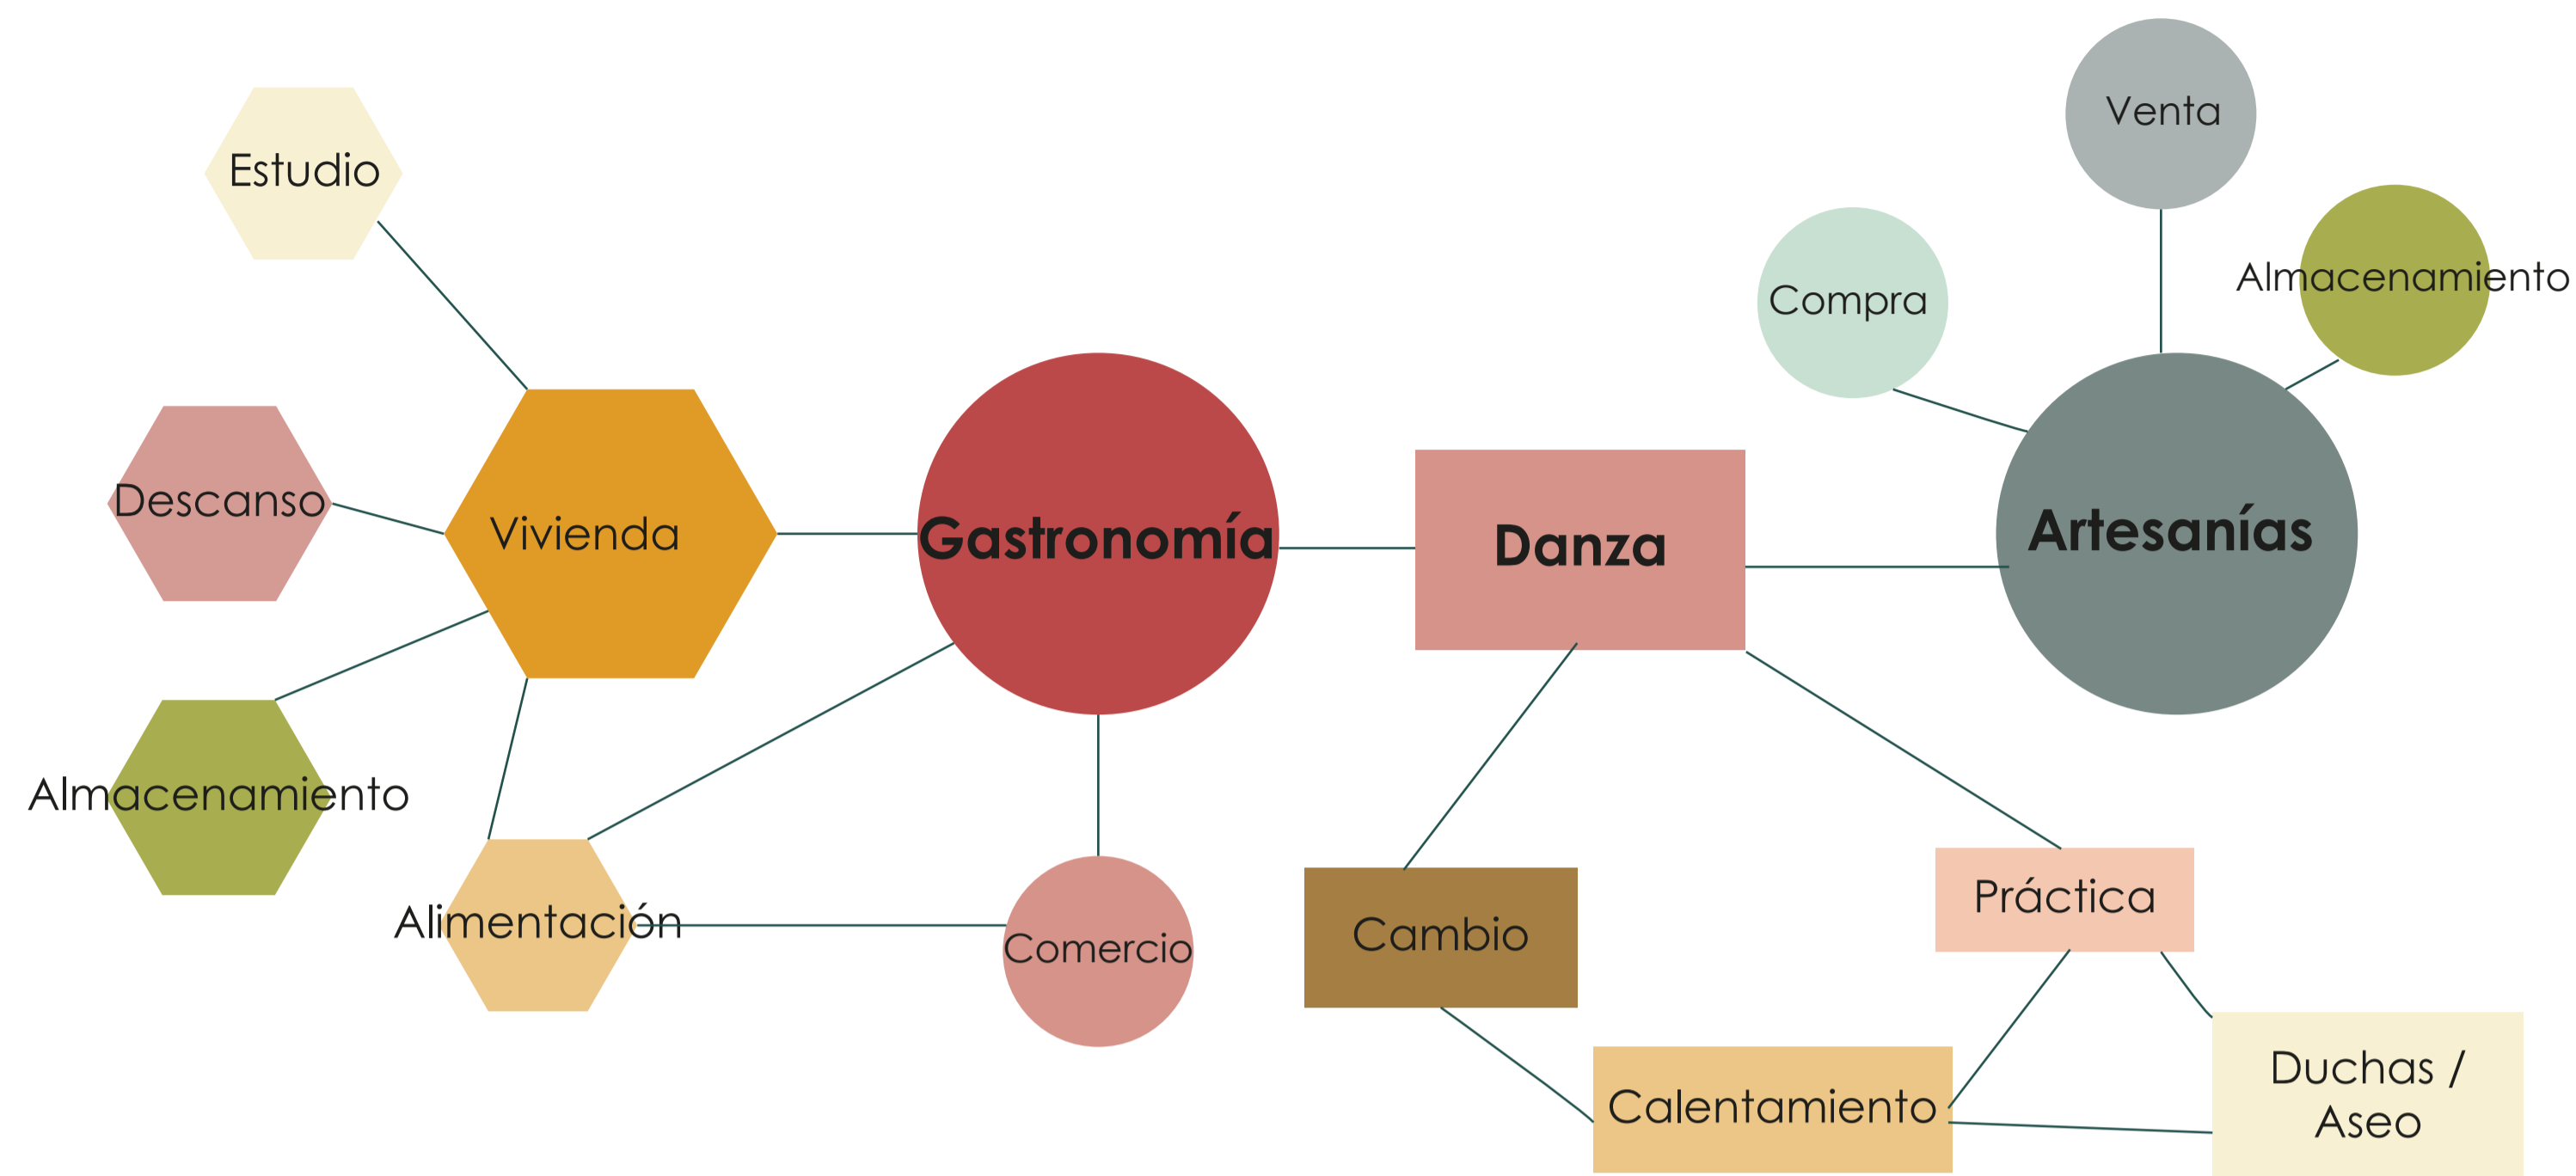 Venta
Estudio
Almacenamiento
Compra
Descanso
Vivienda
Gastronomía
Danza
Artesanías
Almacenamiento
Alimentación
Comercio
Cambio
Práctica
Calentamiento
Duchas /
Aseo